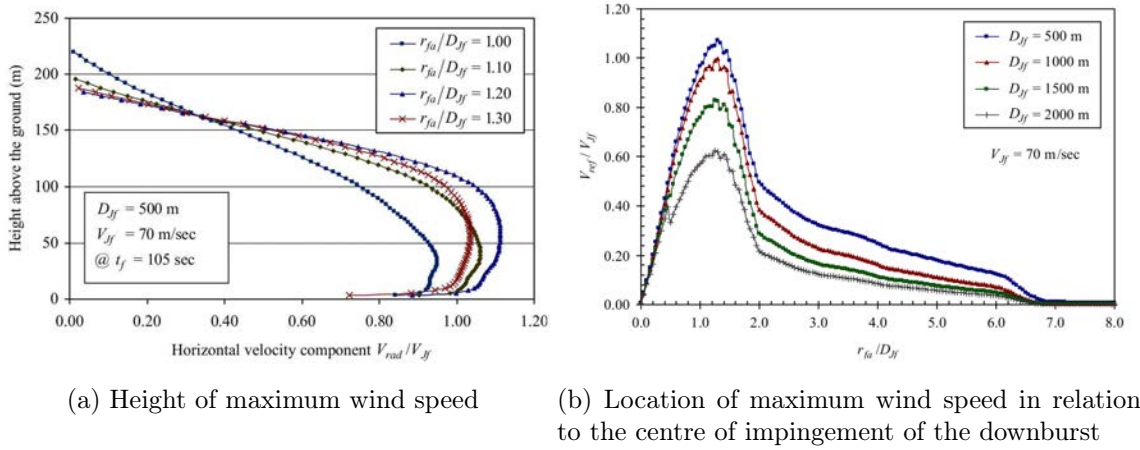 250
200
150
100
50
0
Height above the ground (m)
r_fa/D_Jf = 1.00
r_fa/D_Jf = 1.10
r_fa/D_Jf = 1.20
r_fa/D_Jf = 1.30
D_Jf = 500 m
V_Jf = 70 m/sec
@ t_f = 105 sec
0.00 0.20 0.40 0.60 0.80 1.00 1.20
Horizontal velocity component V_rad/V_Jf
(a) Height of maximum wind speed
1.20
1.00
0.80
0.60
0.40
0.20
0.00
V_ref/V_Jf
D_Jf = 500 m
D_Jf = 1000 m
D_Jf = 1500 m
D_Jf = 2000 m
V_Jf = 70 m/sec
0.0 1.0 2.0 3.0 4.0 5.0 6.0 7.0 8.0
r_fa/D_Jf
(b) Location of maximum wind speed in relation
to the centre of impingement of the downburst